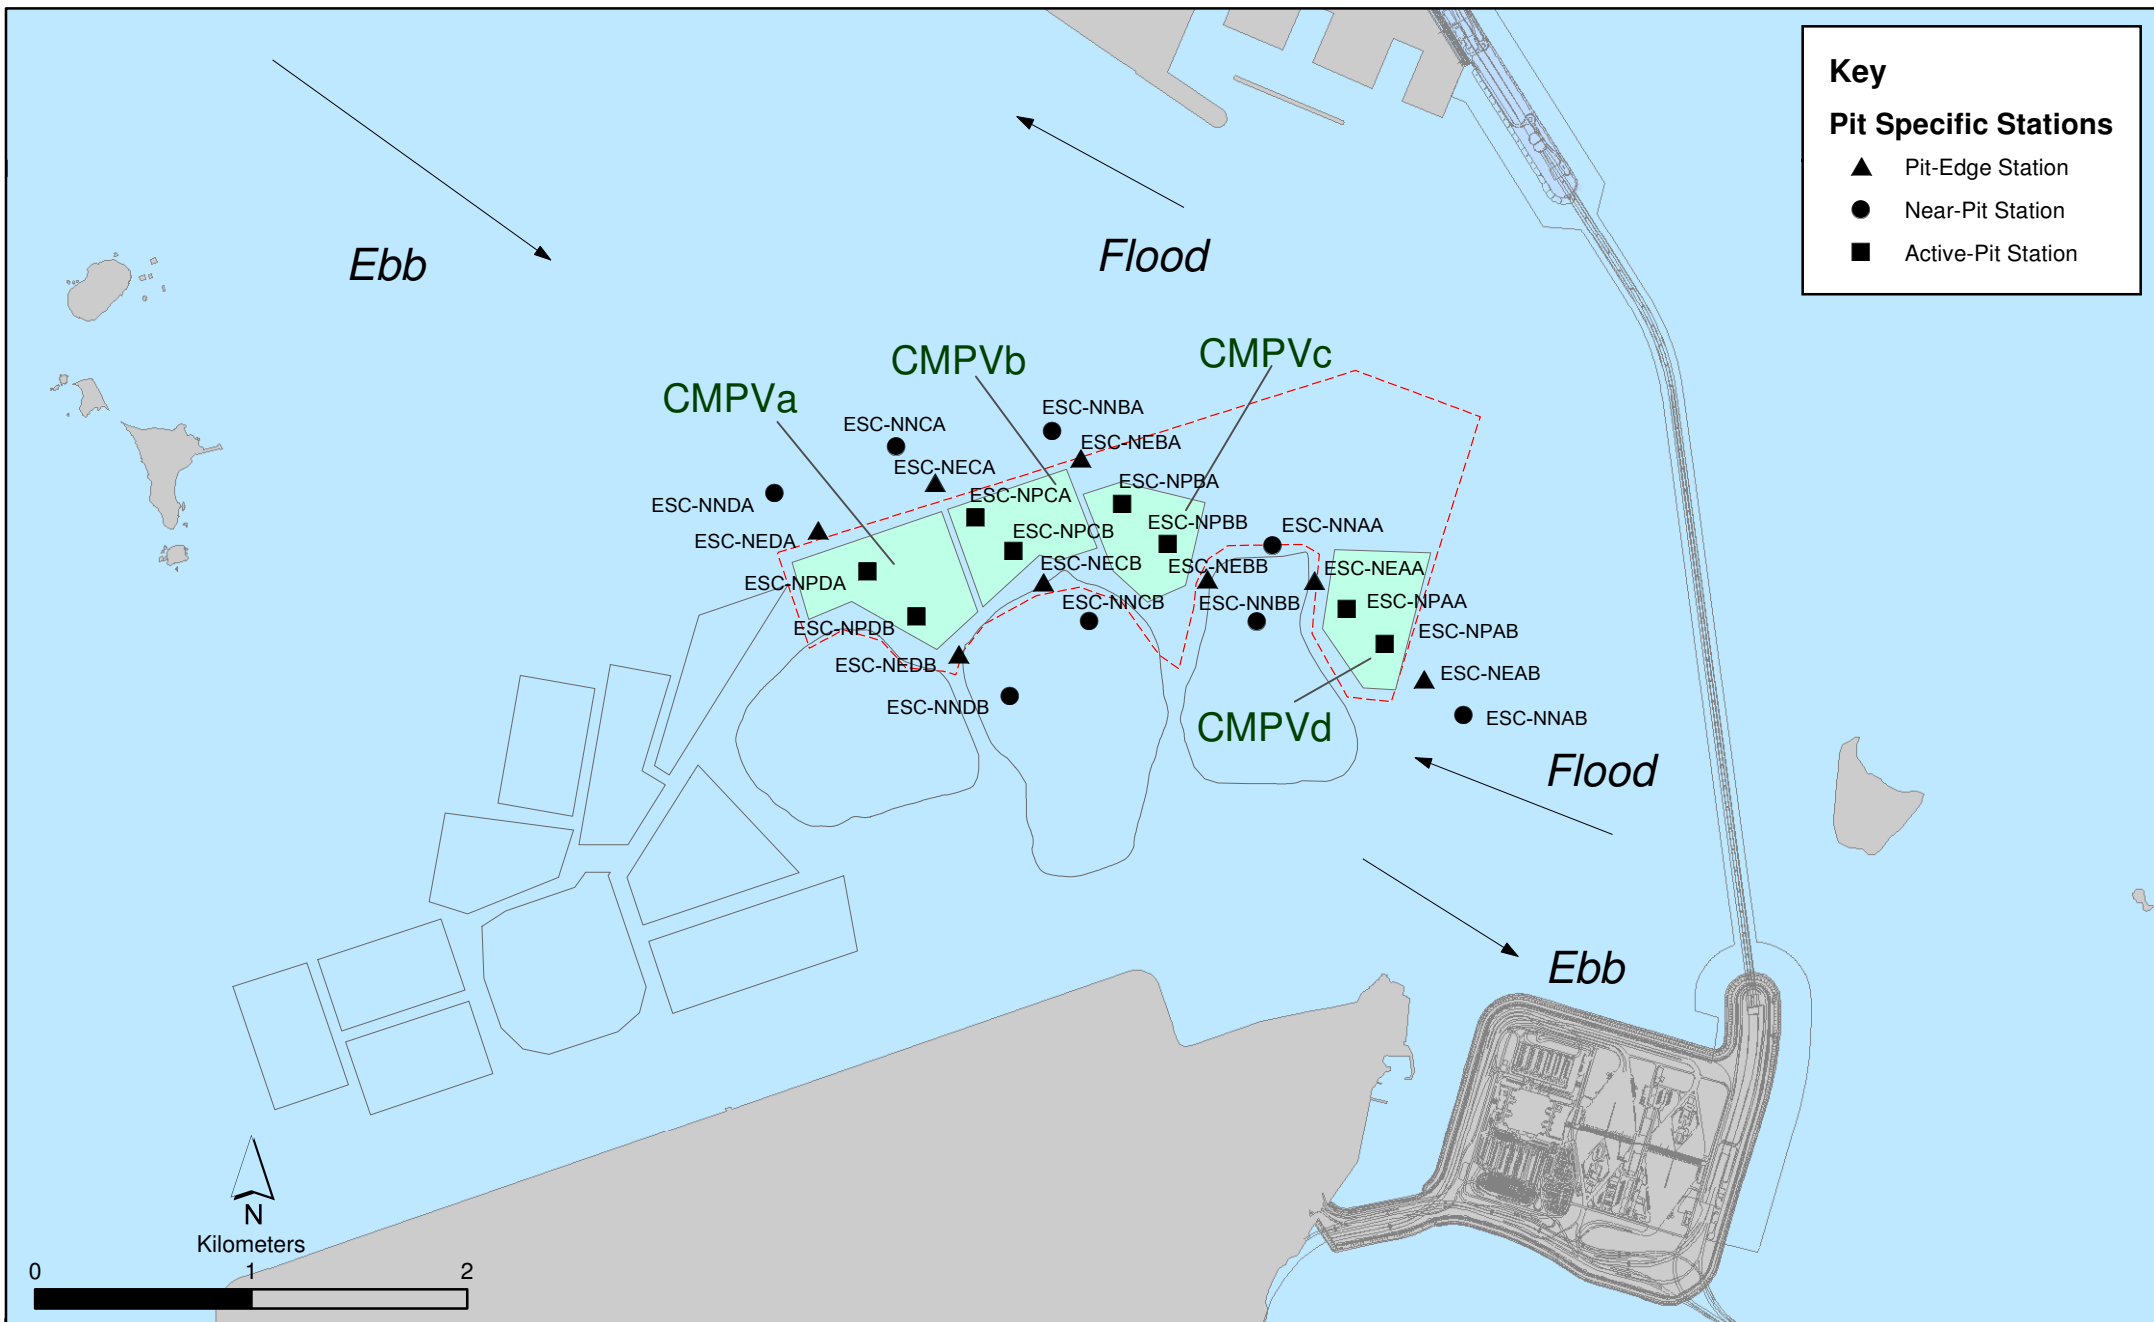 Key
Pit Specific Stations
Pit-Edge Station
Near-Pit Station
Active-Pit Station
Ebb
Flood
CMPVa
CMPVb
CMPVc
ESC-NNBA
ESC-NNCA
ESC-NEBA
ESC-NECA
ESC-NPBA
ESC-NPCA
ESC-NNDA
ESC-NPBB
ESC-NNAA
ESC-NPCB
ESC-NEDA
ESC-NECB
ESC-NEBB
ESC-NEAA
ESC-NPDA
ESC-NNCB
ESC-NNBB
ESC-NPAA
ESC-NPDB
ESC-NPAB
ESC-NEDB
ESC-NEAB
ESC-NNDB
ESC-NNAB
CMPVd
Flood
Ebb
N
Kilometers
0 1 2